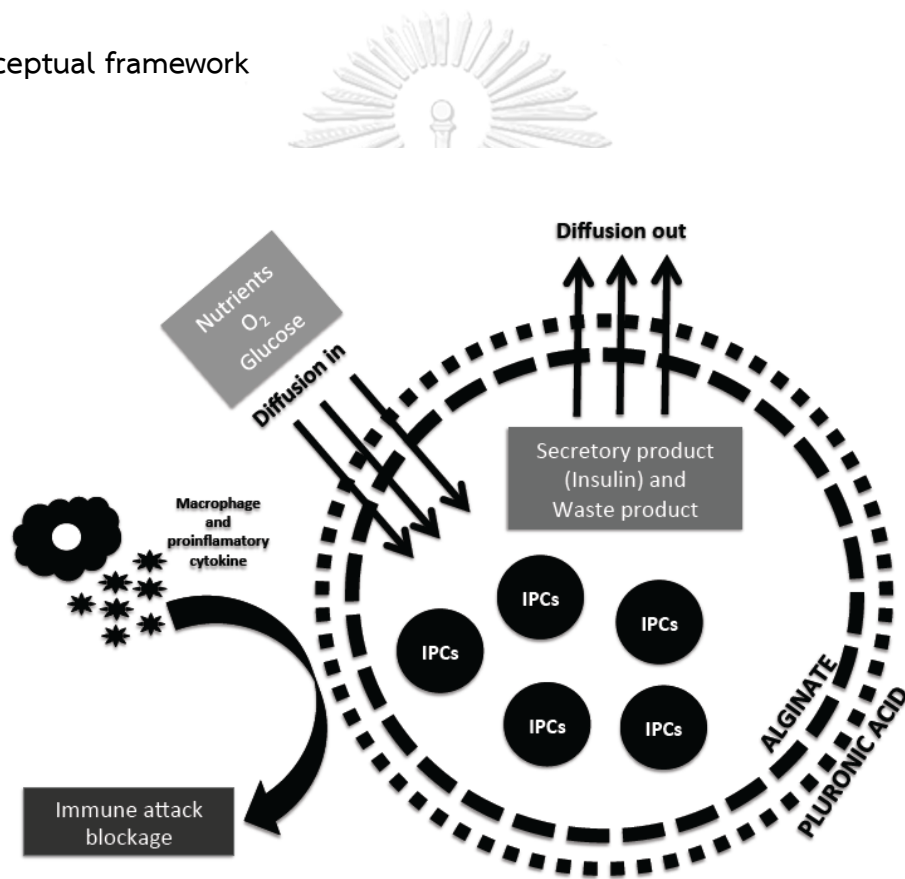 ceptual framework
Diffusion out
Nutrients
O₂
Glucose
Diffusion in
Secretory product
(Insulin) and
Waste product
Macrophage
and
proinflamatory
cytokine
IPCs
IPCs
IPCs
IPCs
IPCs
ALGINATE
PLURONIC ACID
Immune attack
blockage